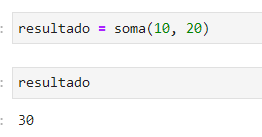 resultado = soma(10, 20)
resultado
30